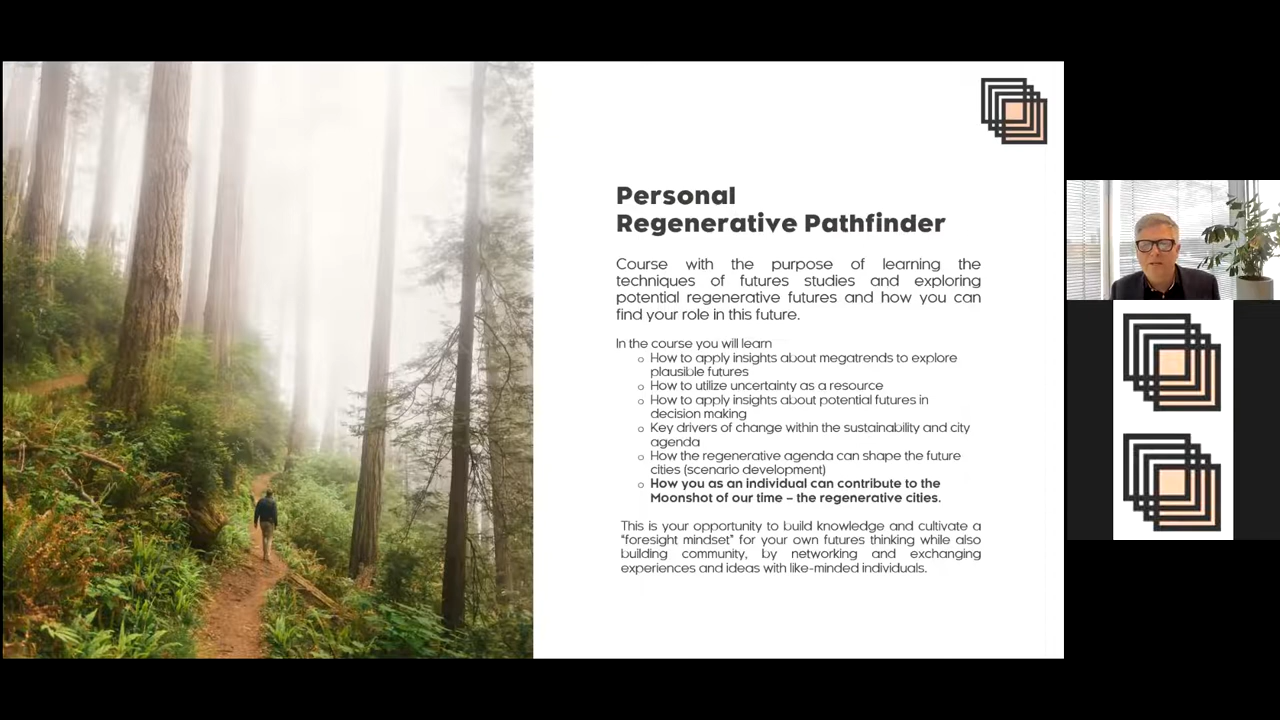 Personal
Regenerative Pathfinder
Course with the purpose of learning the
techniques of futures studies and exploring
potential regenerative futures and how you can
find your role in this future.
In the course you will learn
o How to apply insights about megatrends to explore
plausible futures
o How to utilize uncertainty as a resource
o How to apply insights about potential futures in
decision making
o Key drivers of change within the sustainability and city
agenda
o How the regenerative agenda can shape the future
cities (scenario development)
o How you as an individual can contribute to the
Moonshot of our time – the regenerative cities.
This is your opportunity to build knowledge and cultivate a
“foresight mindset” for your own futures thinking while also
building community, by networking and exchanging
experiences and ideas with like-minded individuals.